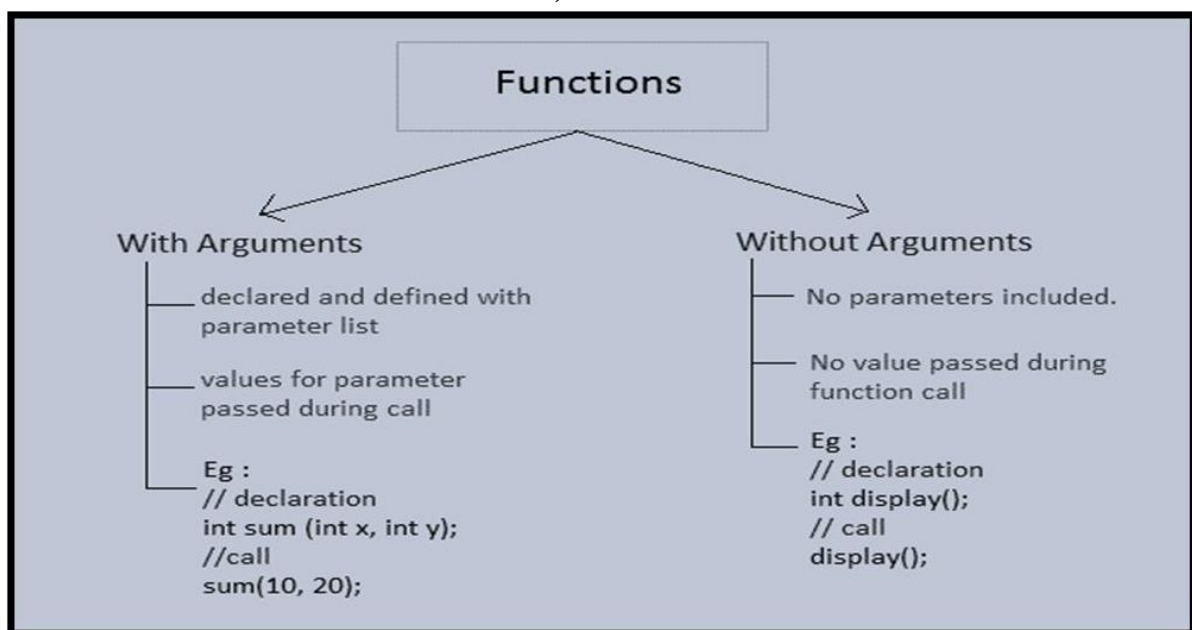 Functions
With Arguments
declared and defined with
parameter list
values for parameter
passed during call
Eg :
// declaration
int sum (int x, int y);
//call
sum(10, 20);
Without Arguments
No parameters included.
No value passed during
function call
Eg :
// declaration
int display();
// call
display();